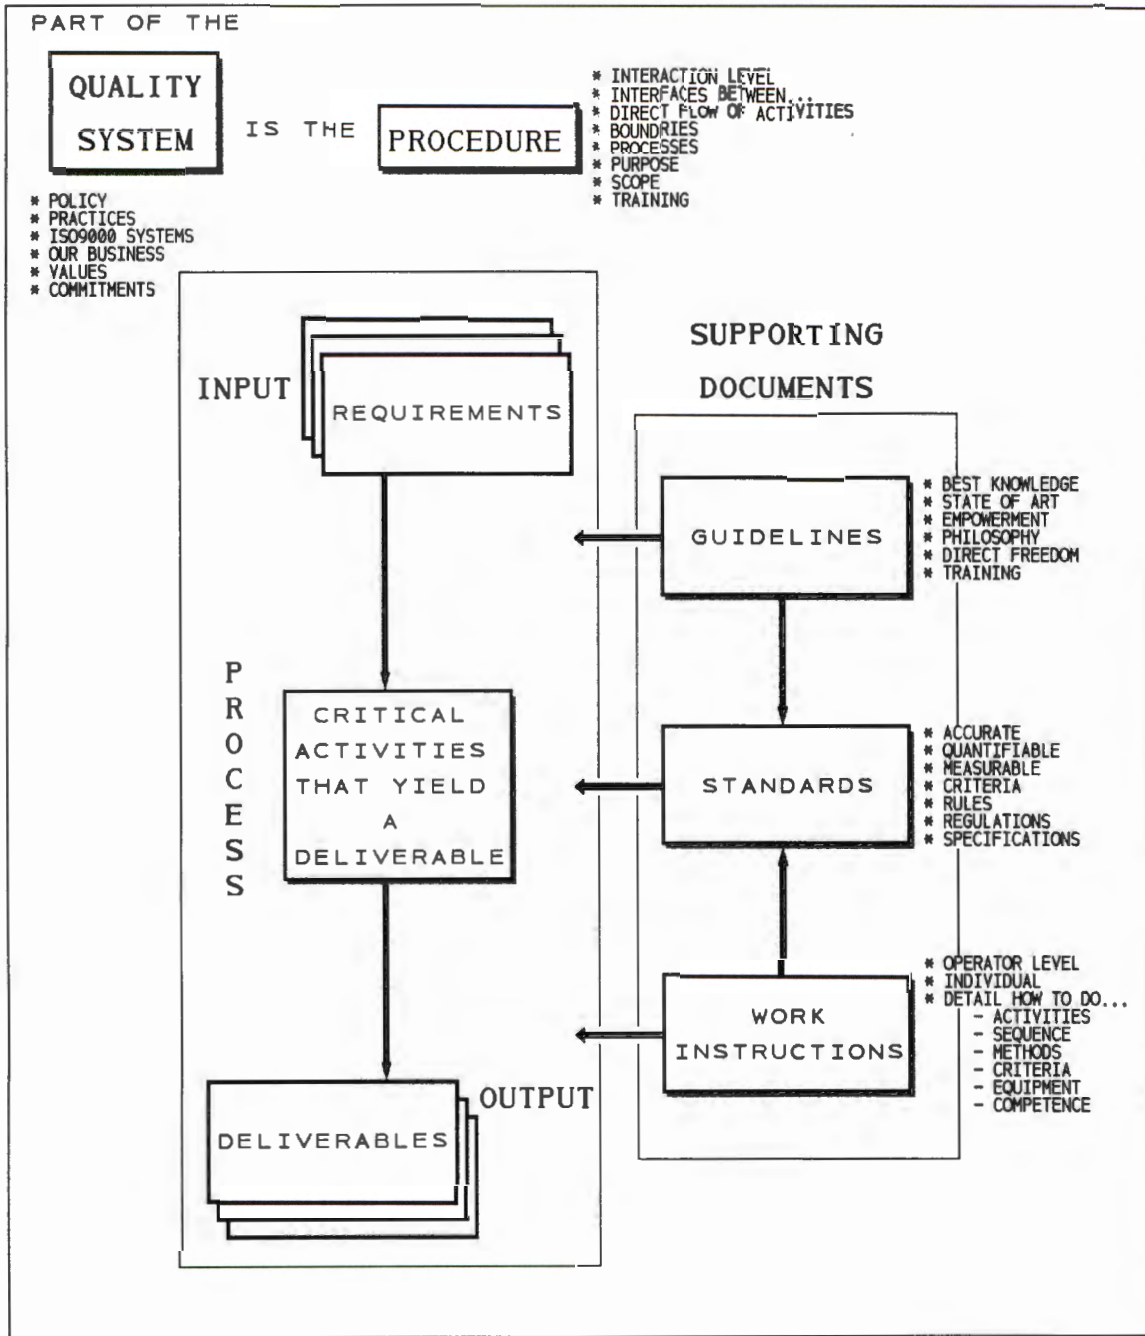 PART OF THE
QUALITY
SYSTEM
IS THE
PROCEDURE
* INTERACTION LEVEL
* INTERFACES BETWEEN...
* DIRECT FLOW OF ACTIVITIES
* BOUNDRIES
* PROCESSES
* PURPOSE
* SCOPE
* TRAINING
* POLICY
* PRACTICES
* ISO9000 SYSTEMS
* OUR BUSINESS
* VALUES
* COMMITMENTS
INPUT
REQUIREMENTS
PROCESS
CRITICAL
ACTIVITIES
THAT YIELD
A
DELIVERABLE
OUTPUT
DELIVERABLES
SUPPORTING
DOCUMENTS
GUIDELINES
* BEST KNOWLEDGE
* STATE OF ART
* EMPOWERMENT
* PHILOSOPHY
* DIRECT FREEDOM
* TRAINING
STANDARDS
* ACCURATE
* QUANTIFIABLE
* MEASURABLE
* CRITERIA
* RULES
* REGULATIONS
* SPECIFICATIONS
WORK
INSTRUCTIONS
* OPERATOR LEVEL
* INDIVIDUAL
* DETAIL HOW TO DO...
- ACTIVITIES
- SEQUENCE
- METHODS
- CRITERIA
- EQUIPMENT
- COMPETENCE